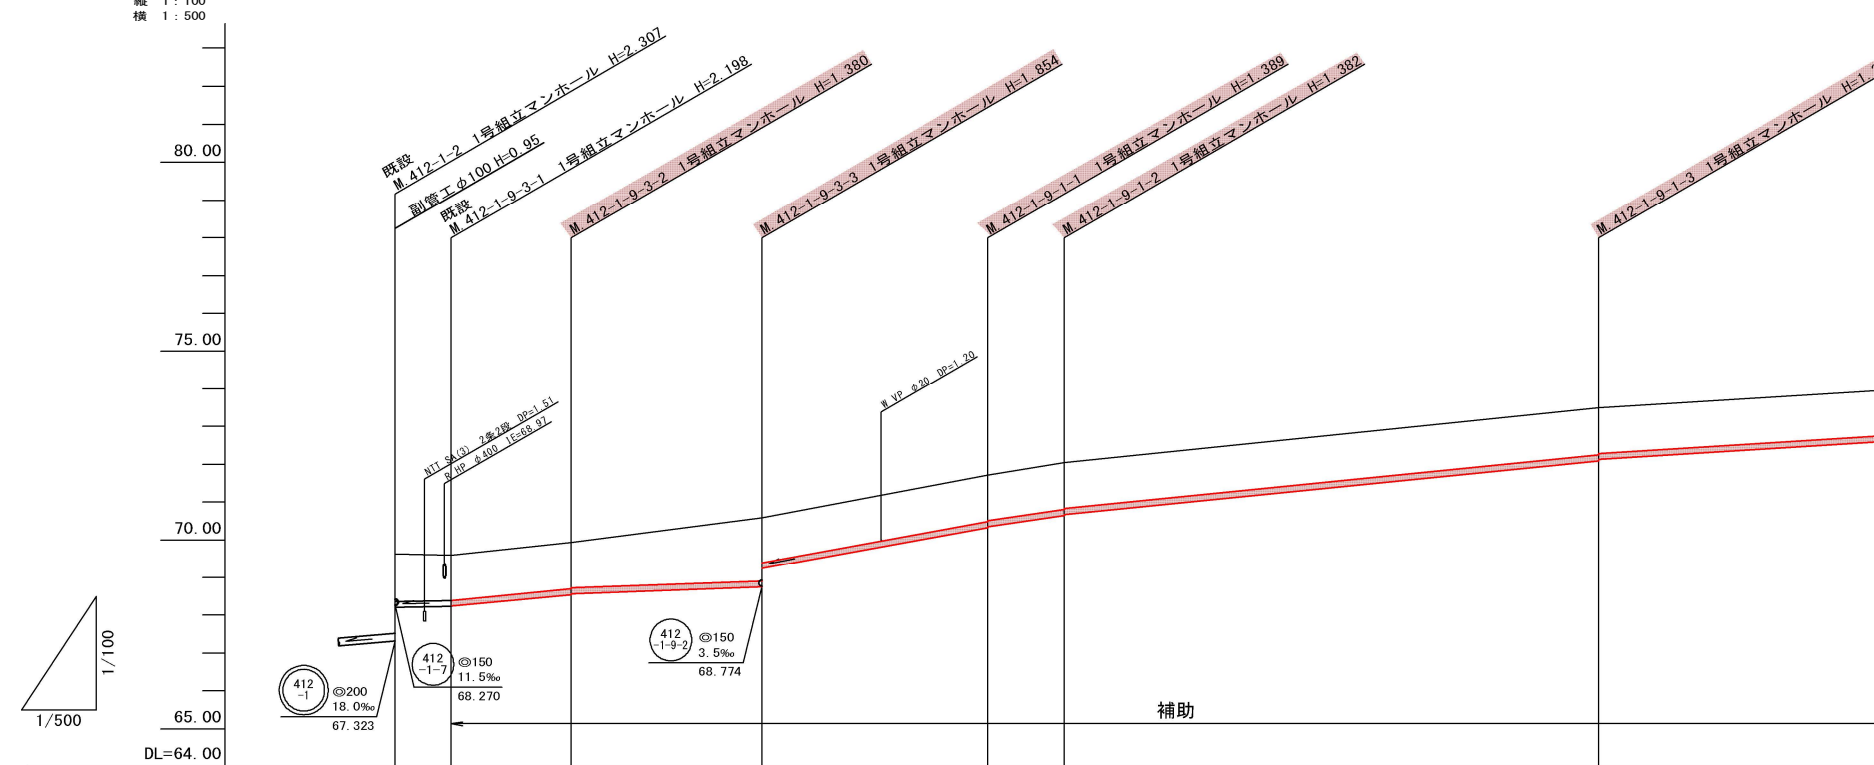 縦 1:100
横 1:500
既設
M.412-1-2 1号組立マンホール H=2.307
副管工φ100 H=0.95
既設
M.412-1-9-3-1 1号組立マンホール H=2.198
M.412-1-9-3-2 1号組立マンホール H=1.380
M.412-1-9-3-3 1号組立マンホール H=1.854
M.412-1-9-1-1 1号組立マンホール H=1.389
M.412-1-9-1-2 1号組立マンホール H=1.382
M.412-1-9-1-3 1号組立マンホール H=1.
80.00
75.00
70.00
65.00
DL=64.00
W VP φ20 DP=1.20
NTT SA(3) 2条2段 DP=1.51
R HP φ400 IE=68.97
412
-1
◎200
18.0‰
67.323
412
-1-7
◎150
11.5‰
68.270
412
-1-9-2
◎150
3.5‰
68.774
補助
1/100
1/500